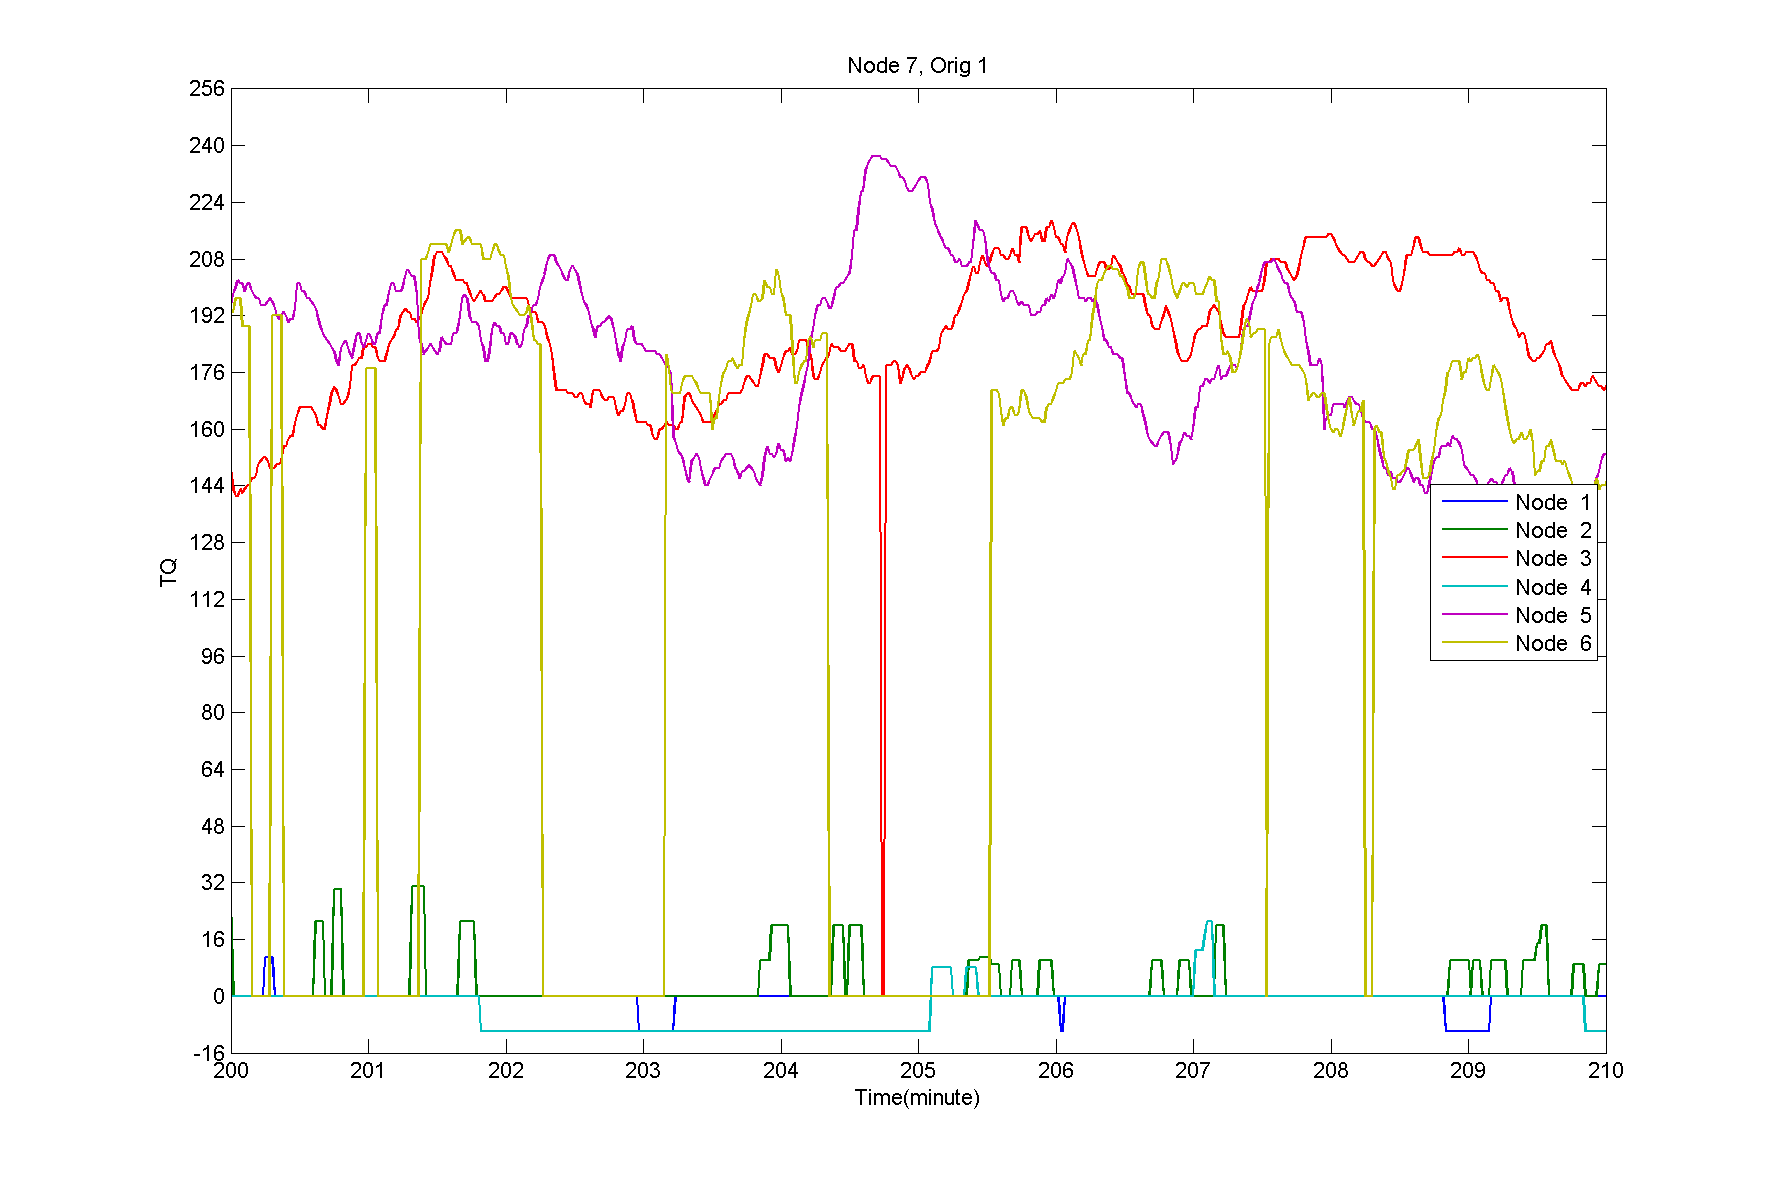 Node 7, Orig 1
256
240
224
208
192
176
160
144
128
112
96
80
64
48
32
16
0
-16
TQ
200 201 202 203 204 205 206 207 208 209 210
Time(minute)
Node 1
Node 2
Node 3
Node 4
Node 5
Node 6